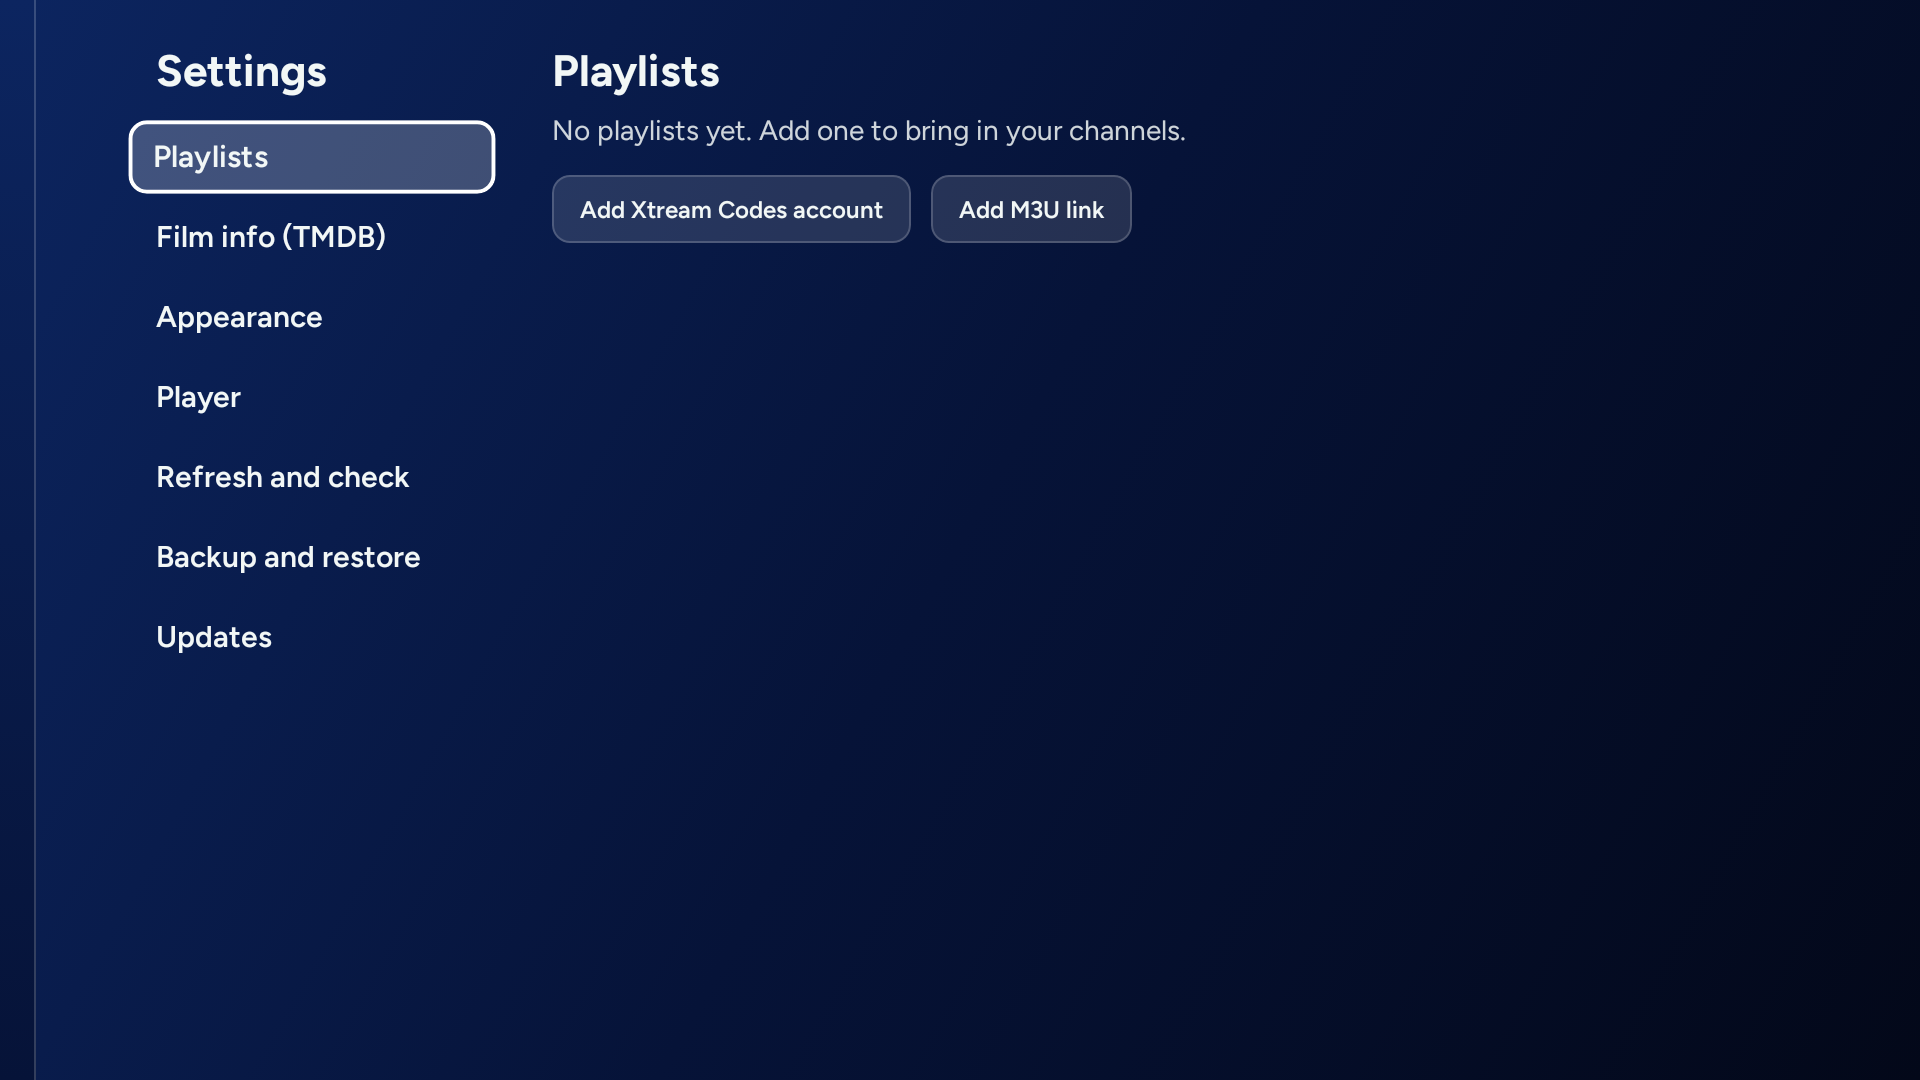 Settings
Playlists
Film info (TMDB)
Appearance
Player
Refresh and check
Backup and restore
Updates
Playlists
No playlists yet. Add one to bring in your channels.
Add Xtream Codes account
Add M3U link